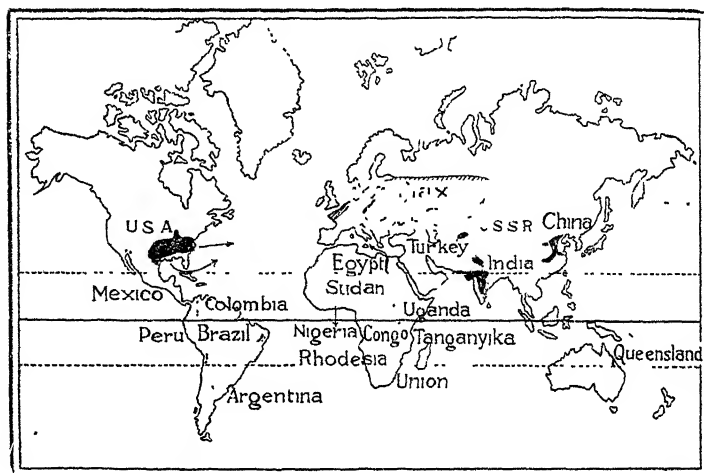 USA
SSR China
Turkey
Egypt India
Sudan
Mexico Colombia Uganda
Peru Brazil Nigeria Congo Tanganyika
Rhodesia Queensland
Union
Argentina